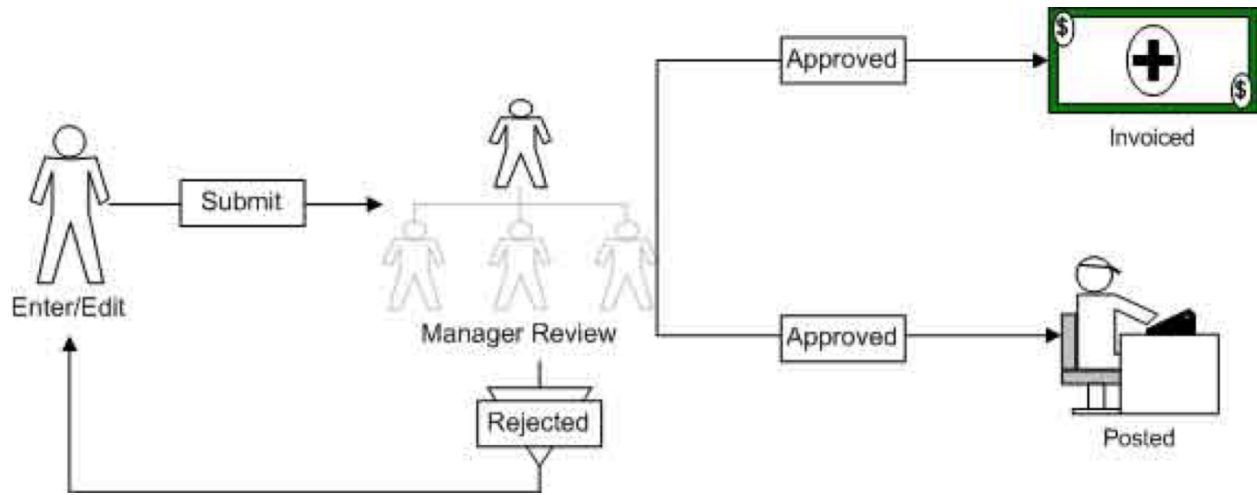 Approved
$
$
Invoiced
Submit
Enter/Edit
Manager Review
Approved
Rejected
Posted